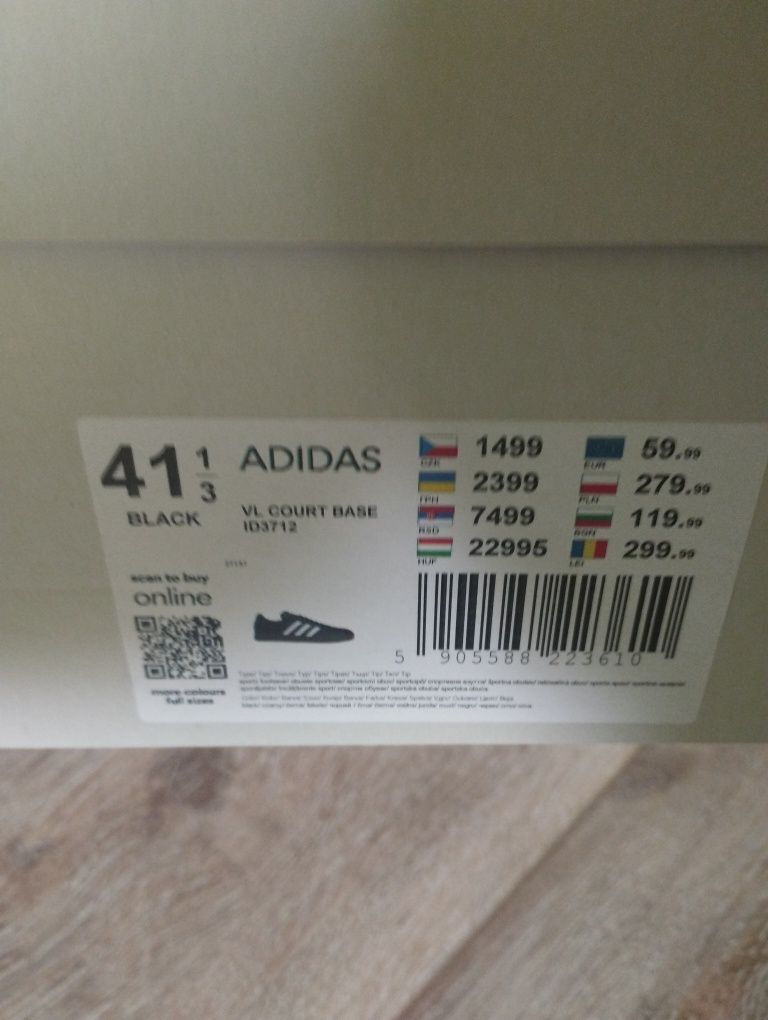 41 1/3
BLACK
ADIDAS
VL COURT BASE
ID3712
CZK 1499
EUR 59.99
ГРН 2399
PLN 279.99
RSD 7499
BGN 119.99
HUF 22995
LEI 299.99
scan to buy
online
more colours
full sizes
5 905588 223610